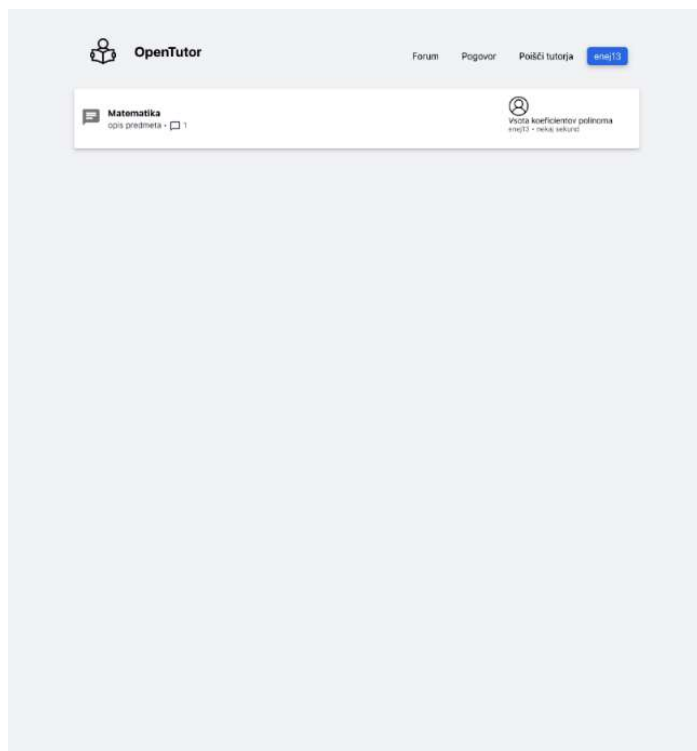 OpenTutor
Forum
Pogovor
Poišči tutorja
enej13
Matematika
opis predmeta • 1
Vsota koeficientov polinoma
enej13 • nekaj sekund